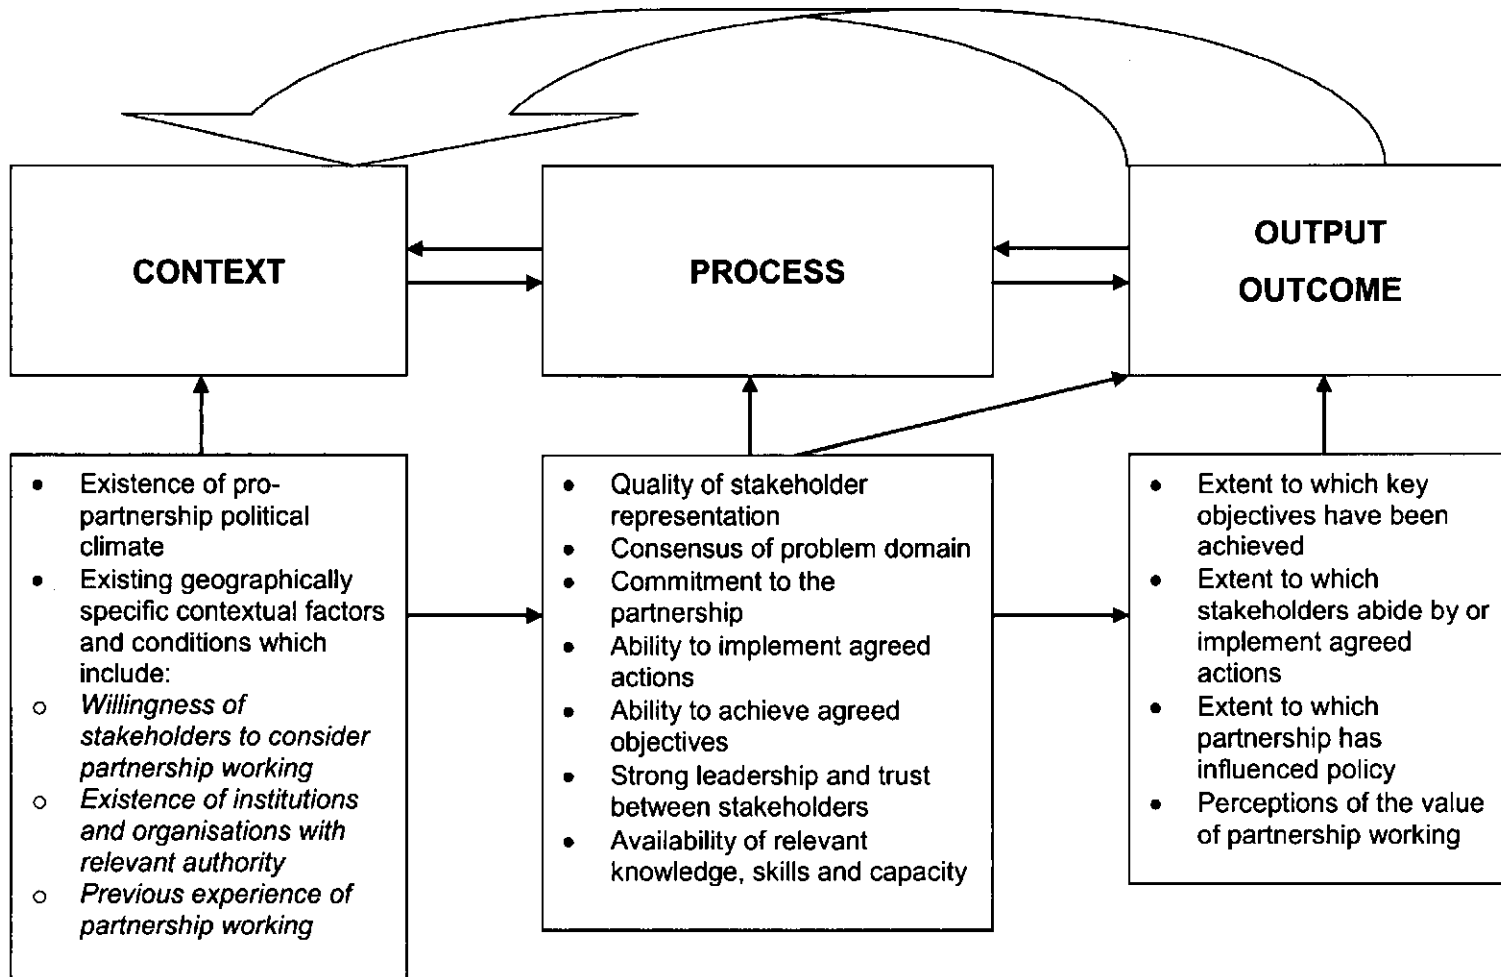 CONTEXT
PROCESS
OUTPUT
OUTCOME
• Existence of pro-
partnership political
climate
• Existing geographically
specific contextual factors
and conditions which
include:
○ Willingness of
stakeholders to consider
partnership working
○ Existence of institutions
and organisations with
relevant authority
○ Previous experience of
partnership working
• Quality of stakeholder
representation
• Consensus of problem domain
• Commitment to the
partnership
• Ability to implement agreed
actions
• Ability to achieve agreed
objectives
• Strong leadership and trust
between stakeholders
• Availability of relevant
knowledge, skills and capacity
• Extent to which key
objectives have been
achieved
• Extent to which
stakeholders abide by or
implement agreed
actions
• Extent to which
partnership has
influenced policy
• Perceptions of the value
of partnership working